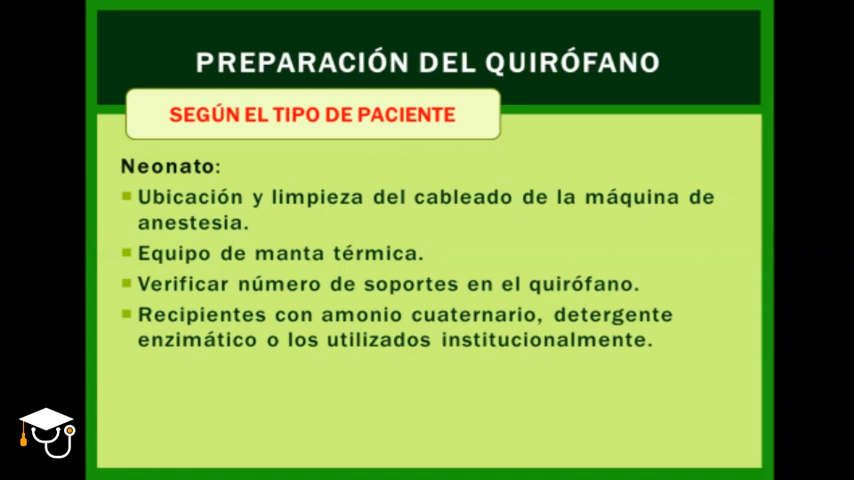 PREPARACIÓN DEL QUIRÓFANO
SEGÚN EL TIPO DE PACIENTE
Neonato:
Ubicación y limpieza del cableado de la máquina de
anestesia.
Equipo de manta térmica.
Verificar número de soportes en el quirófano.
Recipientes con amonio cuaternario, detergente
enzimático o los utilizados institucionalmente.